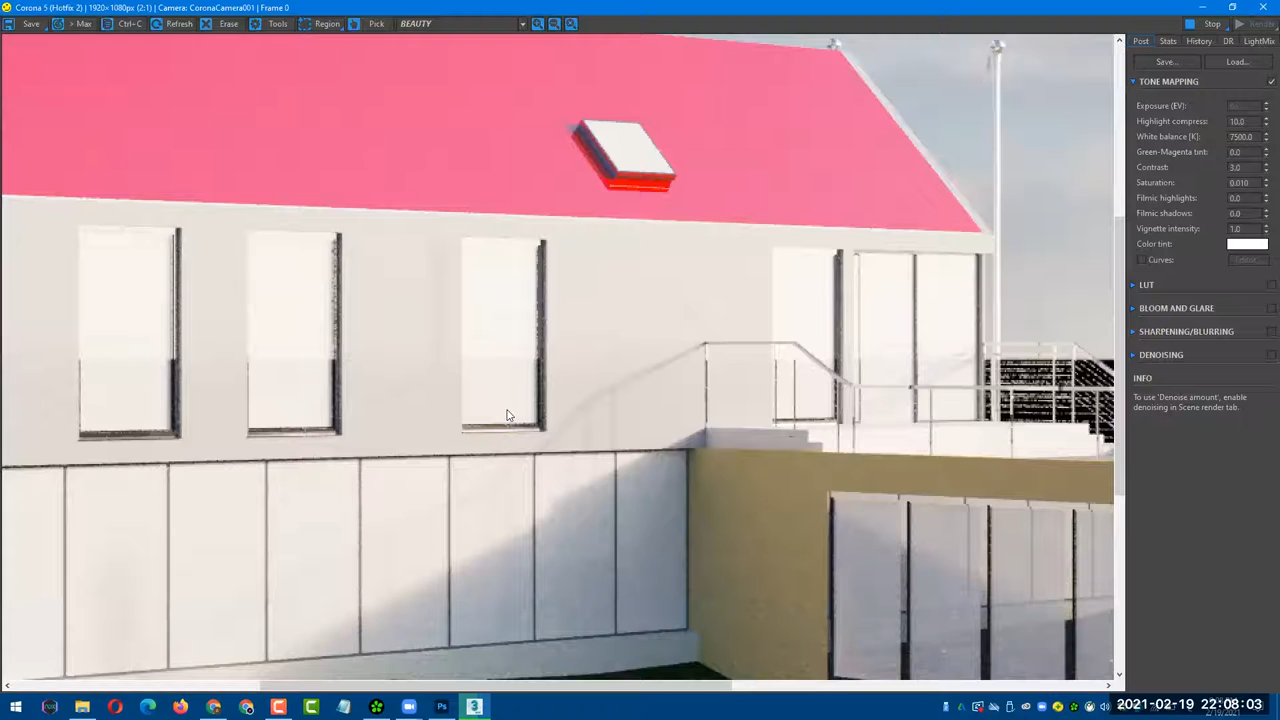 Corona 5 (Hotfix 2) | 1920×1080px (2:1) | Camera: CoronaCamera001 | Frame 0
Save
> Max
Ctrl+C
Refresh
Erase
Tools
Region
Pick
BEAUTY
Stop
Render
Post Stats History DR LightMix
Save... Load...
TONE MAPPING
Exposure (EV):
Highlight compress: 10.0
White balance [K]: 7500.0
Green-Magenta tint: 0.0
Contrast: 3.0
Saturation: 0.010
Filmic highlights: 0.0
Filmic shadows: 0.0
Vignette intensity: 1.0
Color tint:
Curves:
LUT
BLOOM AND GLARE
SHARPENING/BLURRING
DENOISING
INFO
To use 'Denoise amount', enable
denoising in Scene render tab.
Ps
3
2021-02-19 22:08:03